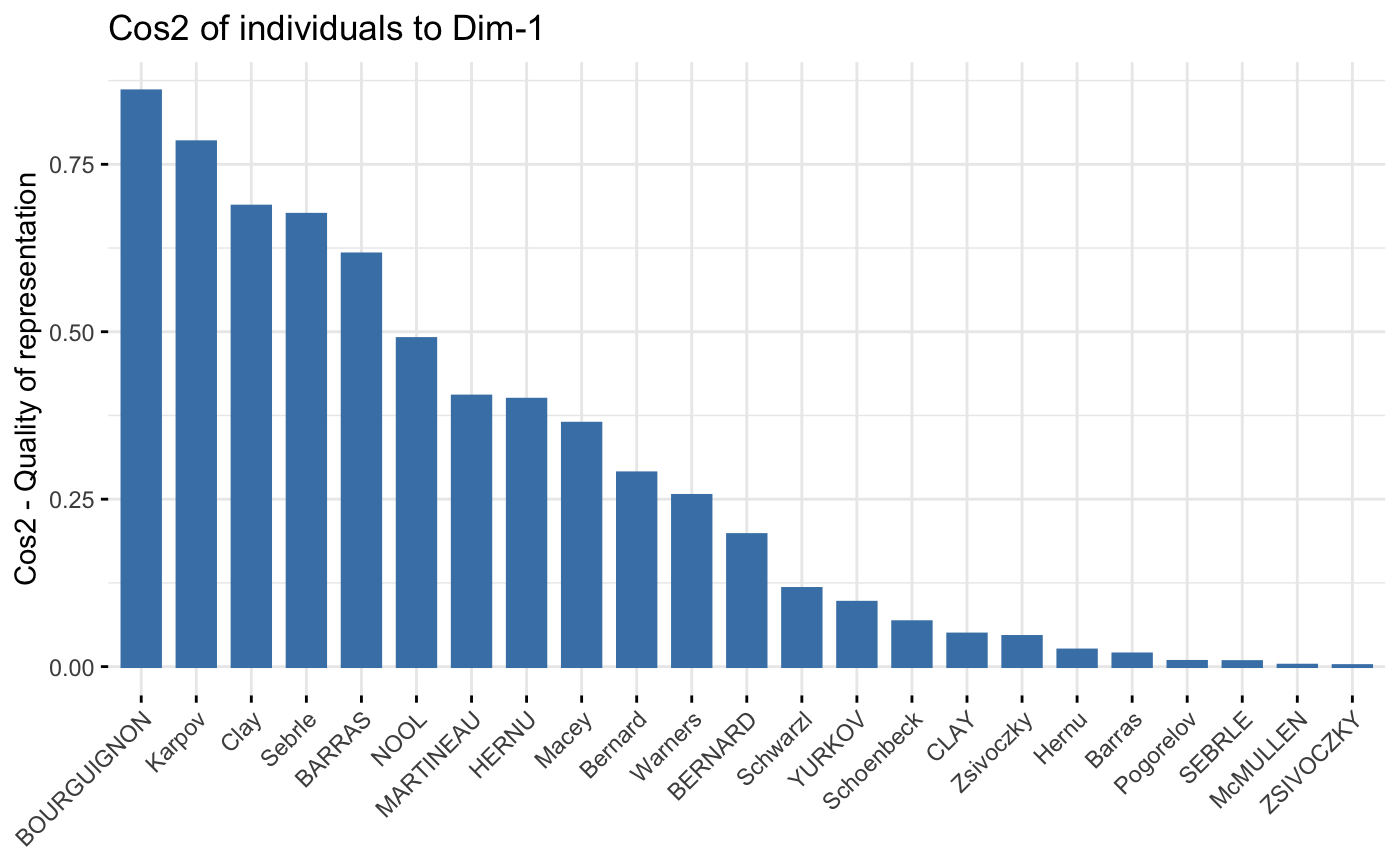 Cos2 of individuals to Dim-1
Cos2 - Quality of representation
0.75
0.50
0.25
0.00
BOURGUIGNON
Karpov
Clay
Sebrle
BARRAS
NOOL
MARTINEAU
HERNU
Macey
Bernard
Warners
BERNARD
Schwarzl
YURKOV
Schoenbeck
CLAY
Zsivoczky
Hernu
Barras
Pogorelov
SEBRLE
McMULLEN
ZSIVOCZKY